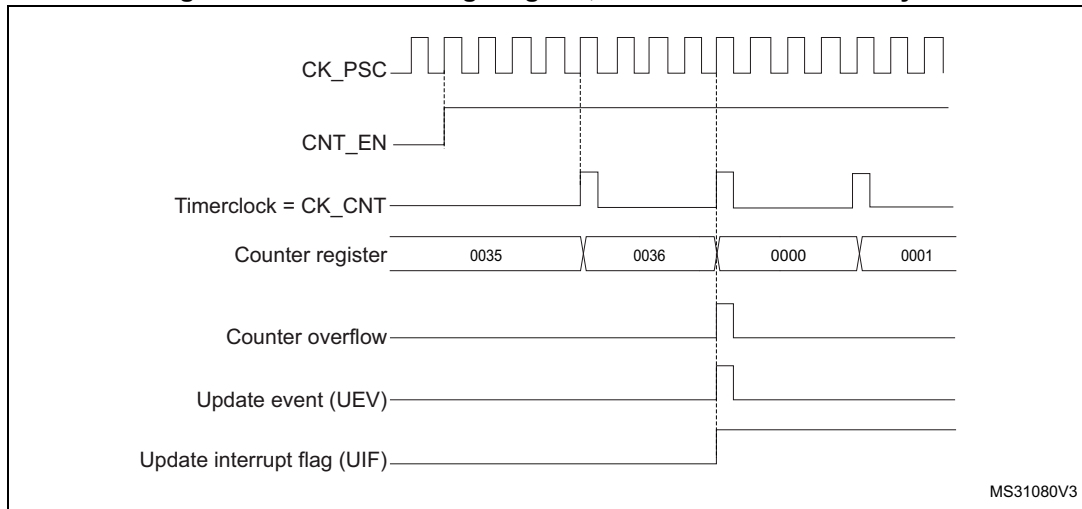 CK_PSC
CNT_EN
Timerclock = CK_CNT
Counter register 0035 0036 0000 0001
Counter overflow
Update event (UEV)
Update interrupt flag (UIF)
MS31080V3